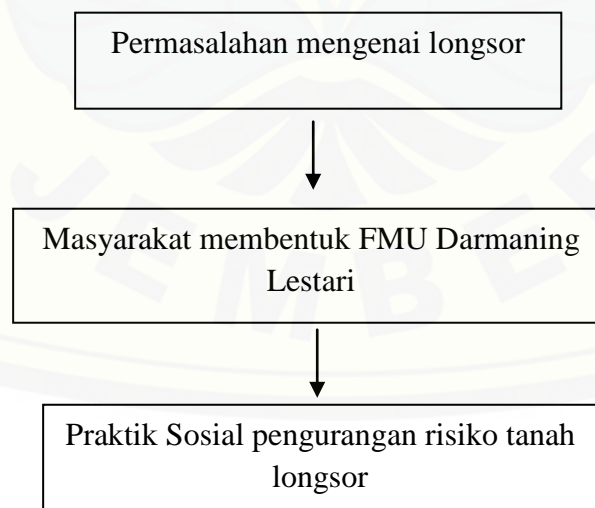 Permasalahan mengenai longsor
Masyarakat membentuk FMU Darmaning
Lestari
Praktik Sosial pengurangan risiko tanah
longsor